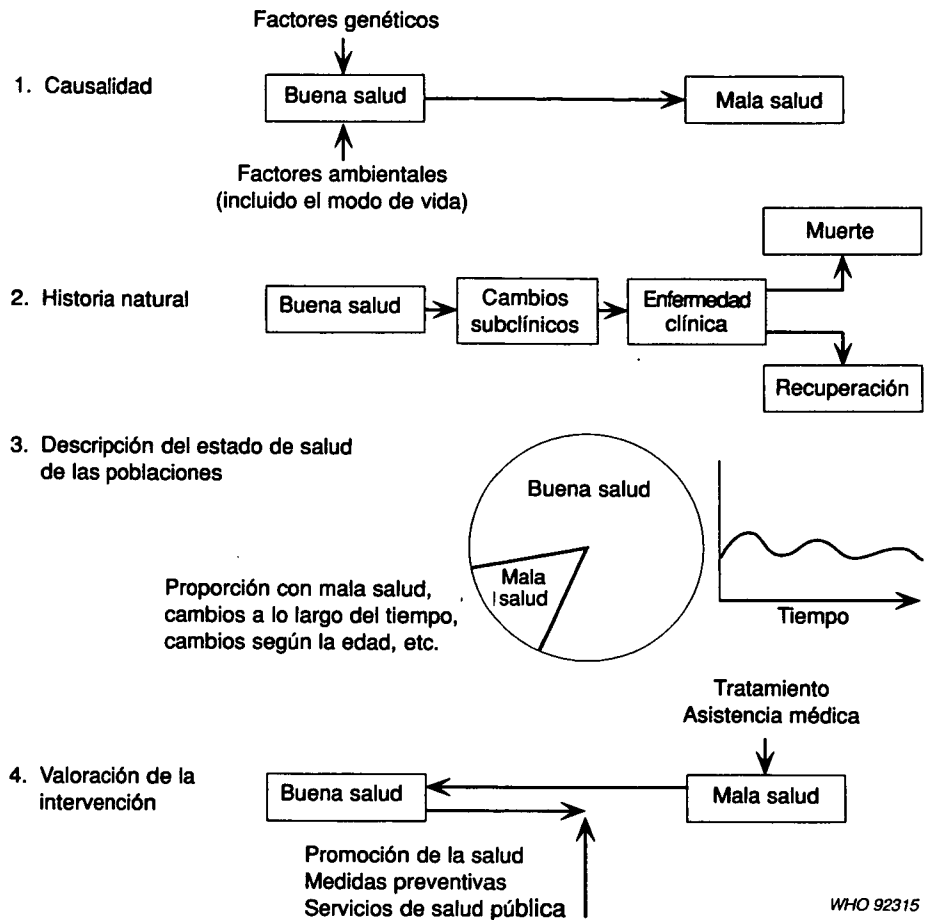 Factores genéticos
1. Causalidad
Buena salud
Mala salud
Factores ambientales
(incluido el modo de vida)
2. Historia natural
Buena salud
Cambios
subclínicos
Enfermedad
clínica
Muerte
Recuperación
3. Descripción del estado de salud
de las poblaciones
Buena salud
Mala
salud
Proporción con mala salud,
cambios a lo largo del tiempo,
cambios según la edad, etc.
Tiempo
Tratamiento
Asistencia médica
4. Valoración de la
intervención
Buena salud
Mala salud
Promoción de la salud
Medidas preventivas
Servicios de salud pública
WHO 92315